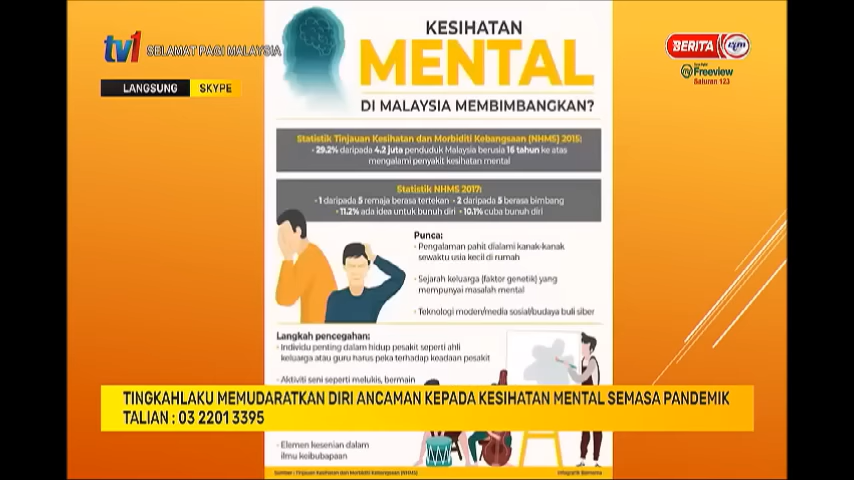 tv1 SELAMAT PAGI MALAYSIA
LANGSUNG SKYPE
BERITA rtm
Freeview
Saluran 123
KESIHATAN
MENTAL
DI MALAYSIA MEMBIMBANGKAN?
Statistik Tinjauan Kesihatan dan Morbiditi Kebangsaan (NHMS) 2015:
• 29.2% daripada 4.2 juta penduduk Malaysia berusia 16 tahun ke atas
mengalami penyakit kesihatan mental
Statistik NHMS 2017:
• 1 daripada 5 remaja berasa tertekan • 2 daripada 5 berasa bimbang
• 11.2% ada idea untuk bunuh diri • 10.1% cuba bunuh diri
Punca:
• Pengalaman pahit dialami kanak-kanak
sewaktu usia kecil di rumah
• Sejarah keluarga (faktor genetik) yang
mempunyai masalah mental
• Teknologi moden/media sosial/budaya buli siber
Langkah pencegahan:
• Individu penting dalam hidup pesakit seperti ahli
keluarga atau guru harus peka terhadap keadaan pesakit
• Aktiviti seni seperti melukis, bermain
TINGKAHLAKU MEMUDARATKAN DIRI ANCAMAN KEPADA KESIHATAN MENTAL SEMASA PANDEMIK
TALIAN : 03 2201 3395
• Elemen kesenian dalam
ilmu keibubapaan
Sumber : Tinjauan Kesihatan dan Morbiditi Kebangsaan (NHMS)
Infografik Bernama